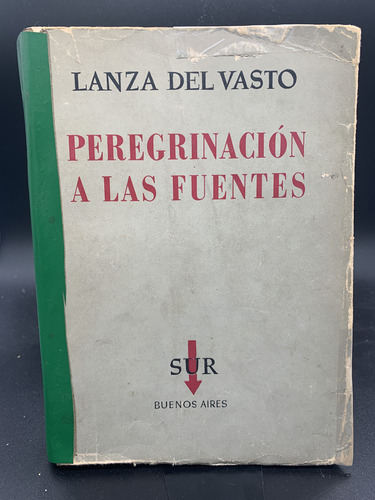 LANZA DEL VASTO
PEREGRINACIÓN
A LAS FUENTES
SUR
BUENOS AIRES